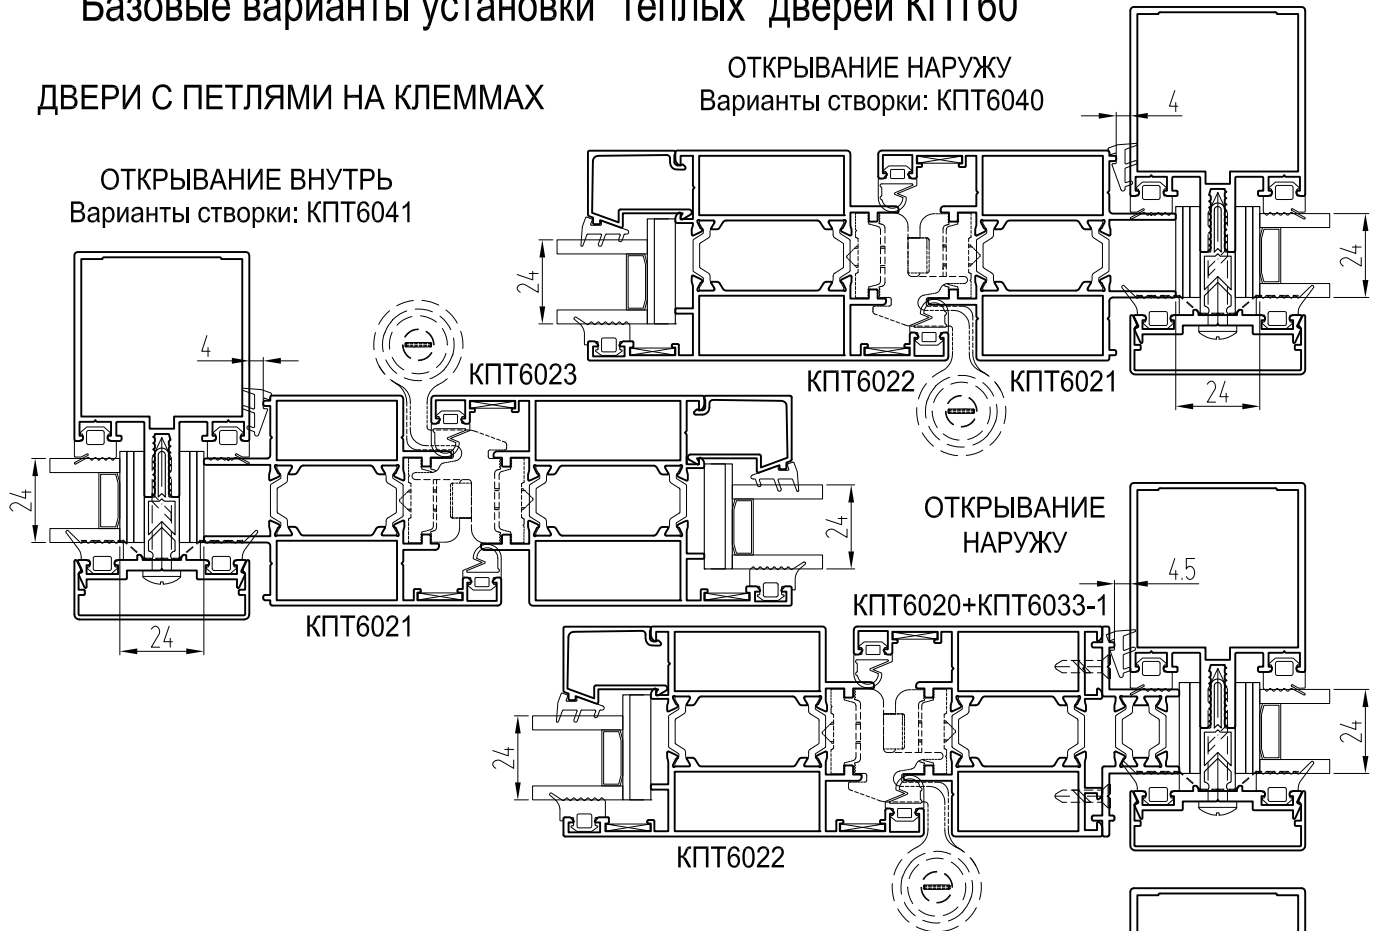 Базовые варианты установки "теплых" дверей КПТ60
ДВЕРИ С ПЕТЛЯМИ НА КЛЕММАХ
ОТКРЫВАНИЕ НАРУЖУ
Варианты створки: КПТ6040
4
24
24
КПТ6022
КПТ6021
24
ОТКРЫВАНИЕ ВНУТРЬ
Варианты створки: КПТ6041
4
КПТ6023
24
24
КПТ6021
24
ОТКРЫВАНИЕ
НАРУЖУ
4.5
КПТ6020+КПТ6033-1
24
24
КПТ6022